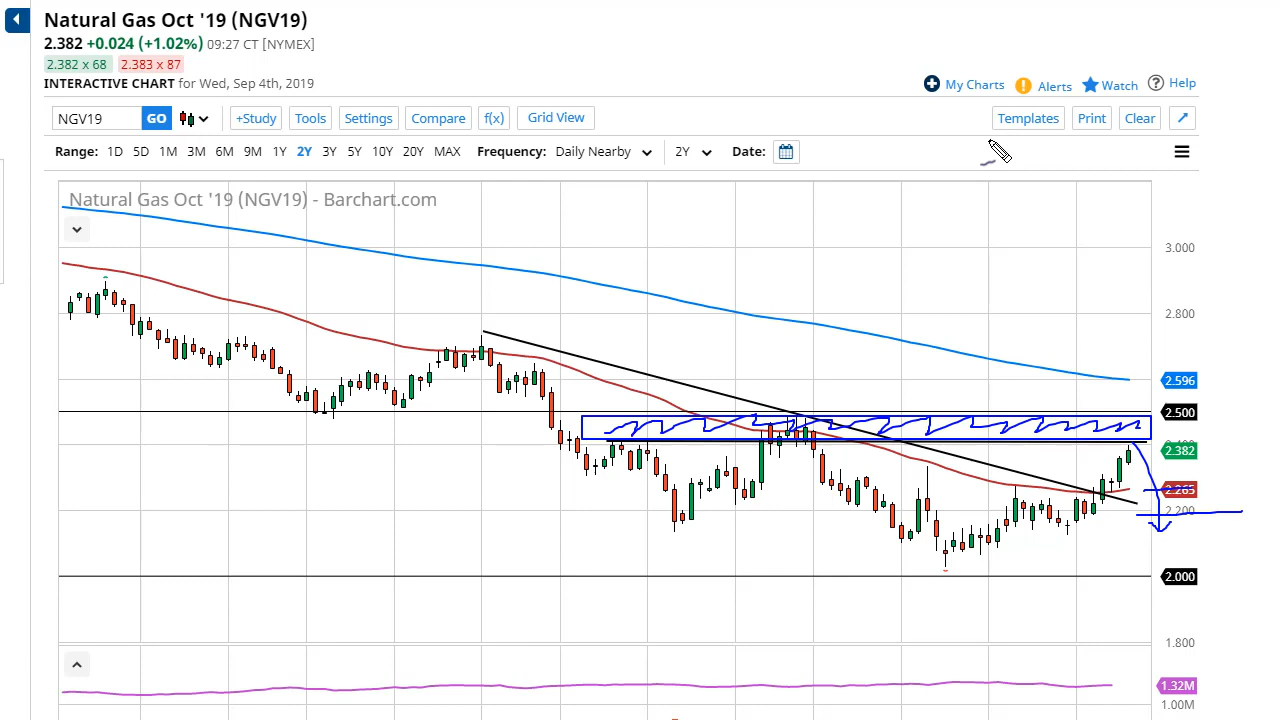 Natural Gas Oct '19 (NGV19)
2.382 +0.024 (+1.02%) 09:27 CT [NYMEX]
2.382 x 68 2.383 x 87
INTERACTIVE CHART for Wed, Sep 4th, 2019
My Charts Alerts Watch Help
NGV19 GO +Study Tools Settings Compare f(x) Grid View Templates Print Clear
Range: 1D 5D 1M 3M 6M 9M 1Y 2Y 3Y 5Y 10Y 20Y MAX Frequency: Daily Nearby 2Y Date:
Natural Gas Oct '19 (NGV19) - Barchart.com
3.000
2.800
2.596
2.500
2.382
2.265
2.200
2.000
1.800
1.32M
1.00M